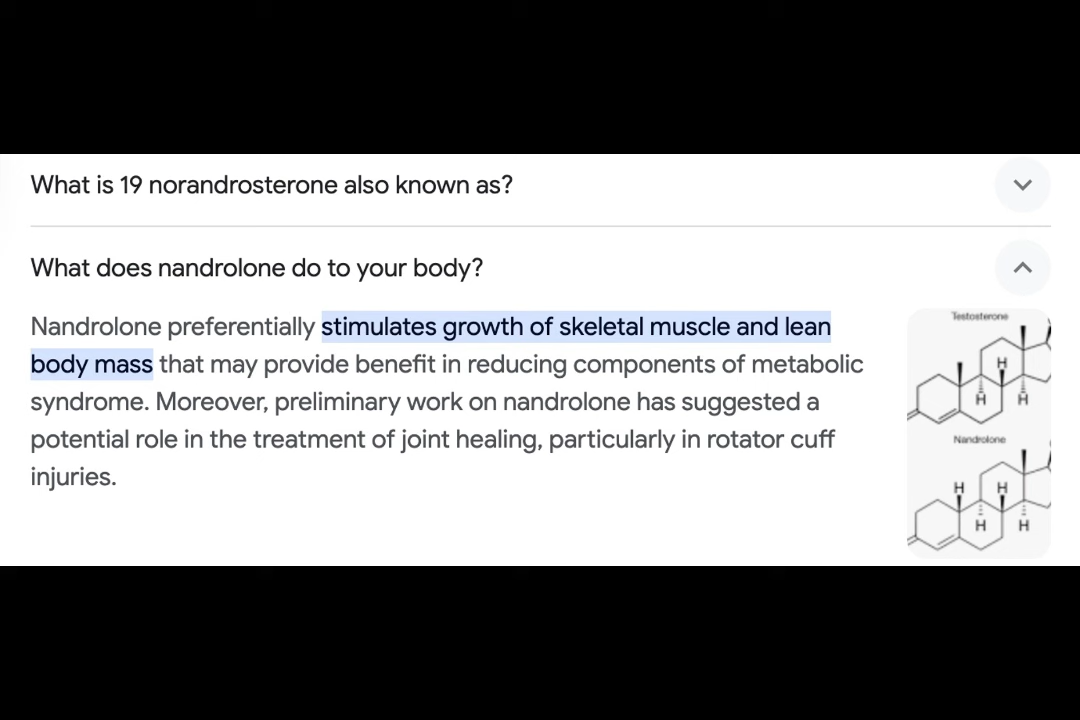 What is 19 norandrosterone also known as?
What does nandrolone do to your body?
Nandrolone preferentially stimulates growth of skeletal muscle and lean
body mass that may provide benefit in reducing components of metabolic
syndrome. Moreover, preliminary work on nandrolone has suggested a
potential role in the treatment of joint healing, particularly in rotator cuff
injuries.
Testosterone
H
H
H
Nandrolone
H
H
H
H